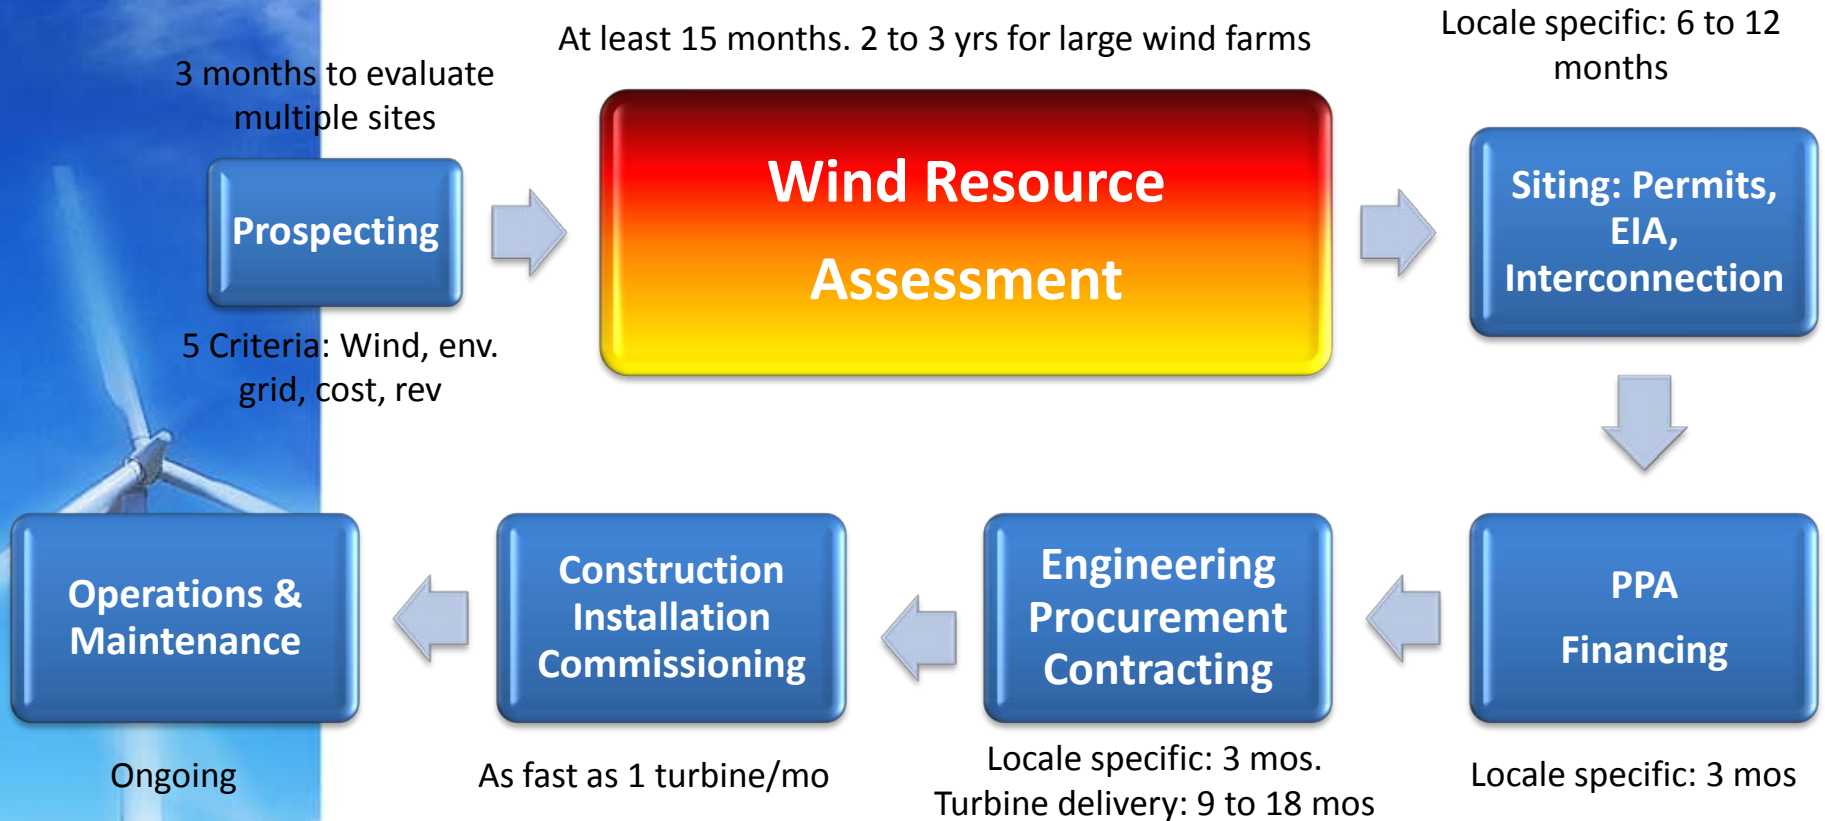 3 months to evaluate
multiple sites
Prospecting
5 Criteria: Wind, env.
grid, cost, rev
At least 15 months. 2 to 3 yrs for large wind farms
Wind Resource
Assessment
Locale specific: 6 to 12
months
Siting: Permits,
EIA,
Interconnection
PPA
Financing
Locale specific: 3 mos
Engineering
Procurement
Contracting
Locale specific: 3 mos.
Turbine delivery: 9 to 18 mos
Construction
Installation
Commissioning
As fast as 1 turbine/mo
Operations &
Maintenance
Ongoing